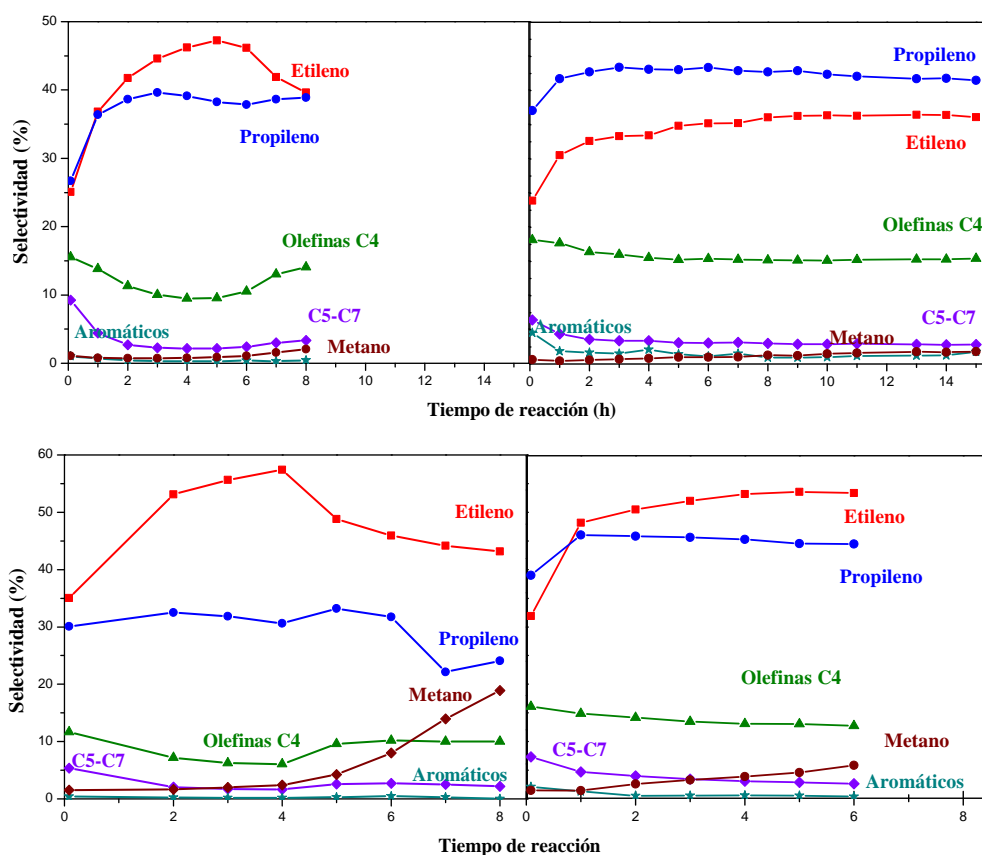 50
40
30
20
10
0
Selectividad (%)
Etileno
Propileno
Olefinas C4
C5-C7
Aromáticos
Metano
0 2 4 6 8 10 12 14
Propileno
Etileno
Olefinas C4
C5-C7
Aromáticos
Metano
0 2 4 6 8 10 12 14
Tiempo de reacción (h)
60
50
40
30
20
10
0
Selectividad (%)
Etileno
Propileno
Metano
Olefinas C4
C5-C7
Aromáticos
0 2 4 6 8
Etileno
Propileno
Olefinas C4
Metano
C5-C7
Aromáticos
2 4 6 8
Tiempo de reacción